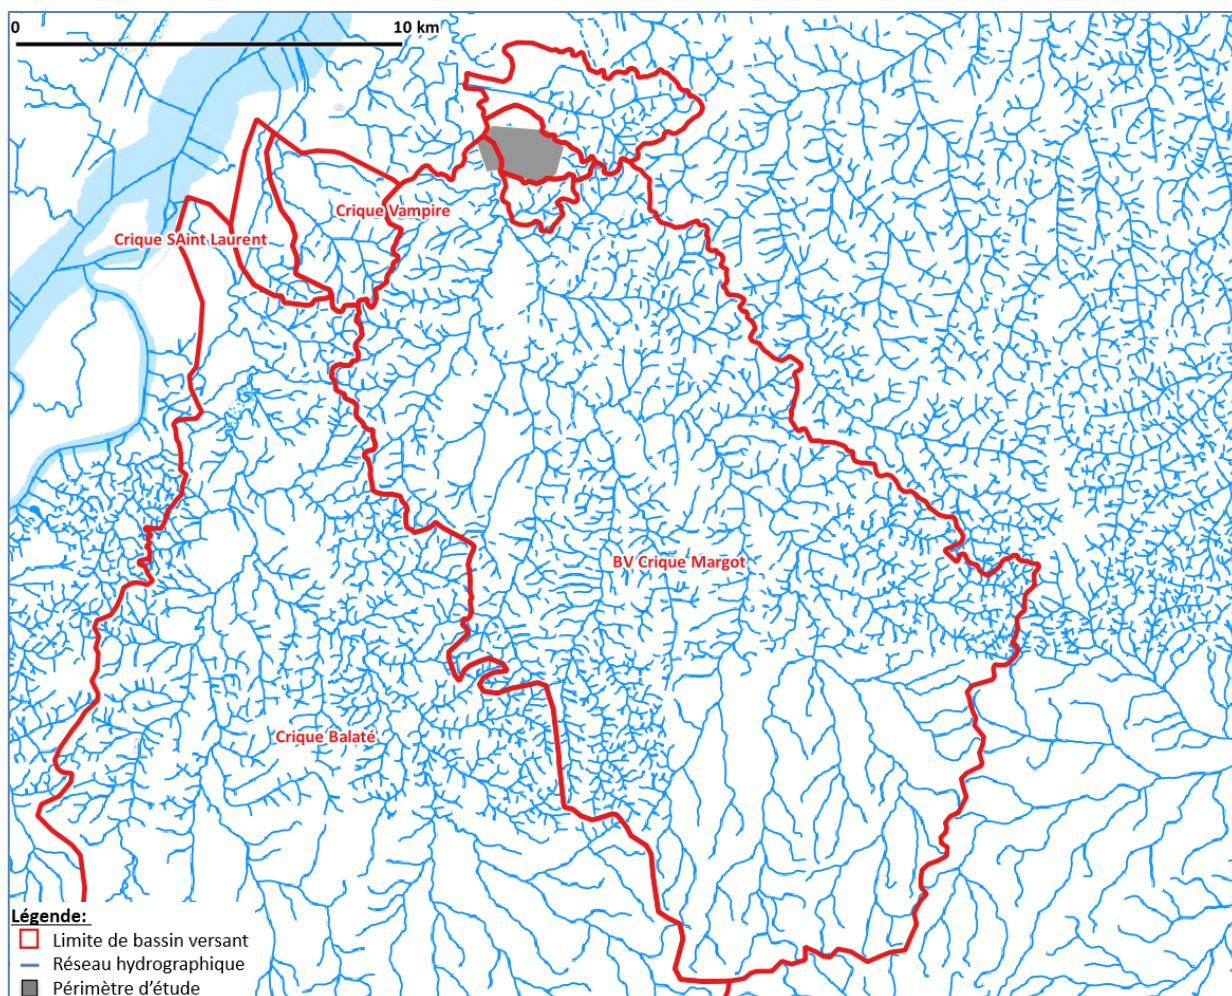 0
10 km
Crique Vampire
Crique SAint Laurent
BV Crique Margot
Crique Balaté
Légende:
Limite de bassin versant
Réseau hydrographique
Périmètre d'étude